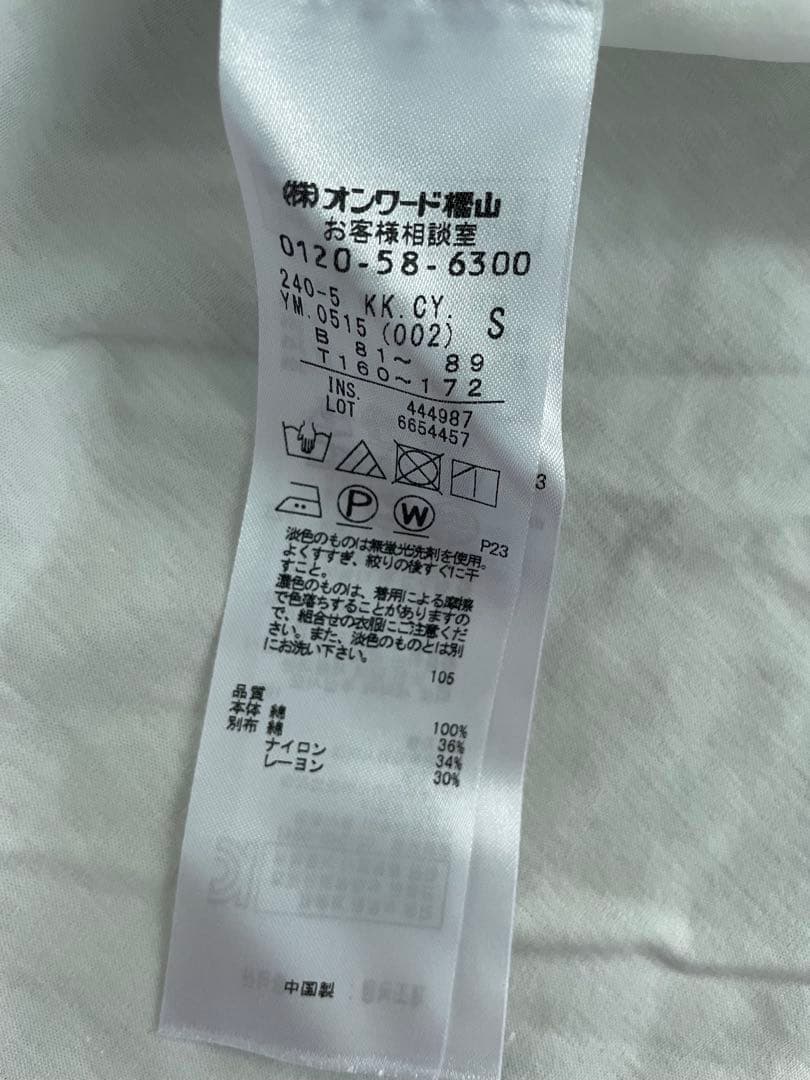 (株)オンワード樫山
お客様相談室
0120-58-6300
240-5 KK.CY.
YM.0515 (002) S
B 81～ 89
T160～172
INS. 444987
LOT 6654457
3
P
W
P23
淡色のものは無蛍光洗剤を使用。
よくすすぎ、絞りの後すぐに干
すこと。
濃色のものは、着用による摩擦
で色落ちすることがありますの
で、組合せの衣服にご注意くだ
さい。また、淡色のものとは別
にお洗い下さい。
105
品質
本体 綿 100%
別布 綿 36%
ナイロン 34%
レーヨン 30%
中国製